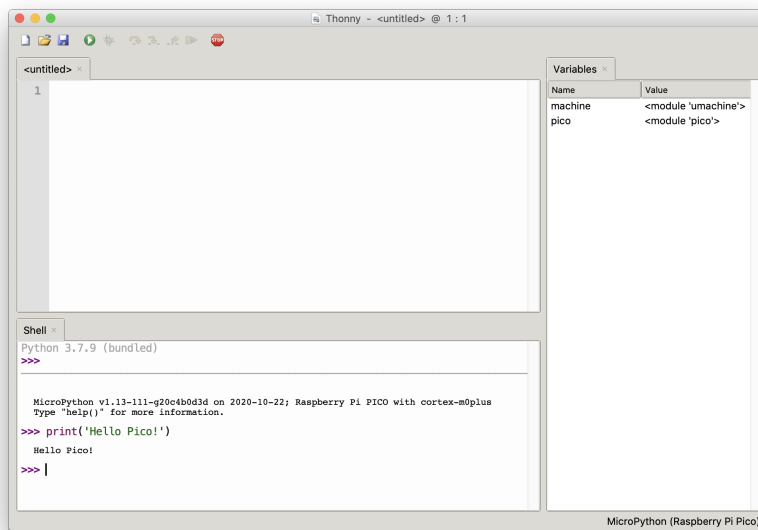 Thonny - <untitled> @ 1 : 1
STOP
<untitled> ×
1
Variables ×
Name Value
machine <module 'umachine'>
pico <module 'pico'>
Shell ×
Python 3.7.9 (bundled)
>>>
MicroPython v1.13-111-g20c4b0d3d on 2020-10-22; Raspberry Pi PICO with cortex-m0plus
Type "help()" for more information.
>>> print('Hello Pico!')
Hello Pico!
>>>
MicroPython (Raspberry Pi Pico)